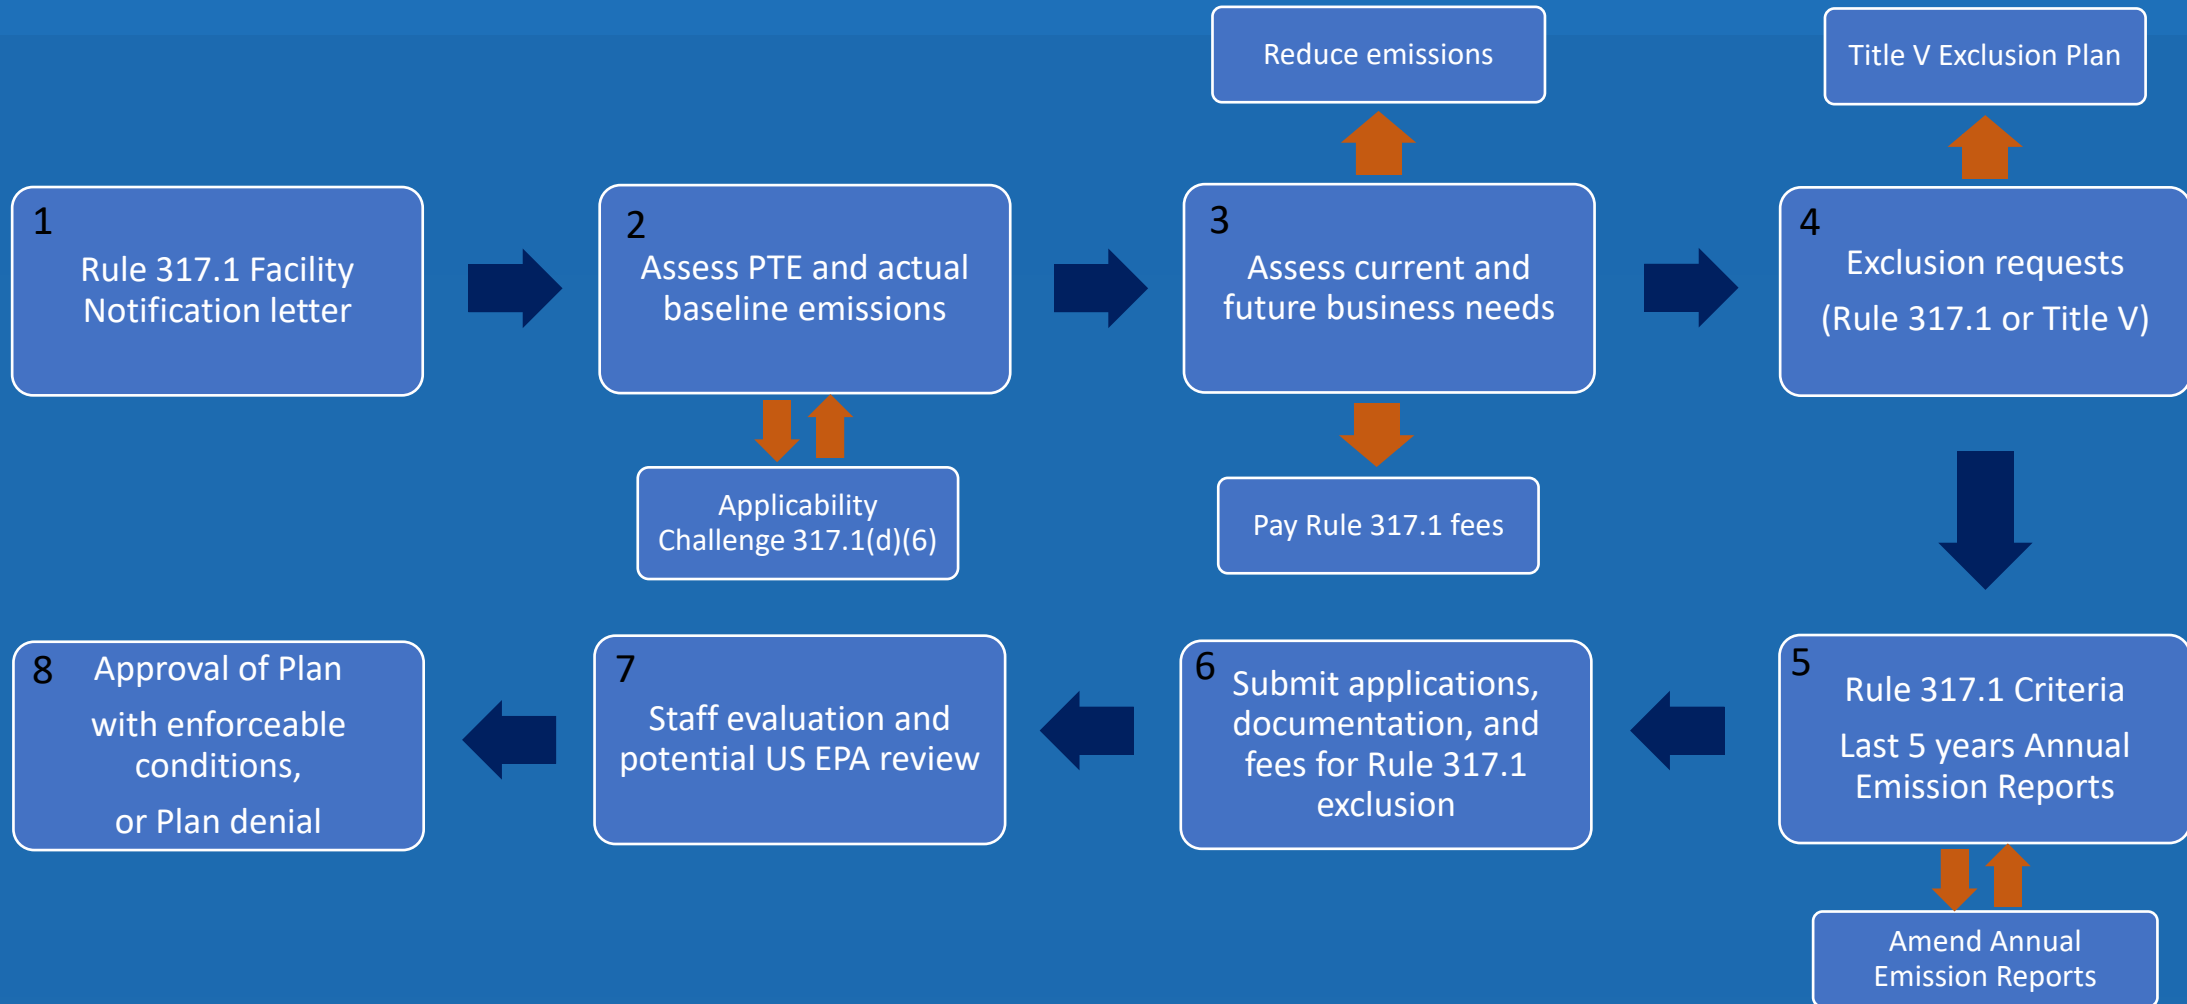 Reduce emissions
Title V Exclusion Plan
1
Rule 317.1 Facility
Notification letter
2
Assess PTE and actual
baseline emissions
3
Assess current and
future business needs
4
Exclusion requests
(Rule 317.1 or Title V)
Applicability
Challenge 317.1(d)(6)
Pay Rule 317.1 fees
5
Rule 317.1 Criteria
Last 5 years Annual
Emission Reports
Amend Annual
Emission Reports
6
Submit applications,
documentation, and
fees for Rule 317.1
exclusion
7
Staff evaluation and
potential US EPA review
8
Approval of Plan
with enforceable
conditions,
or Plan denial